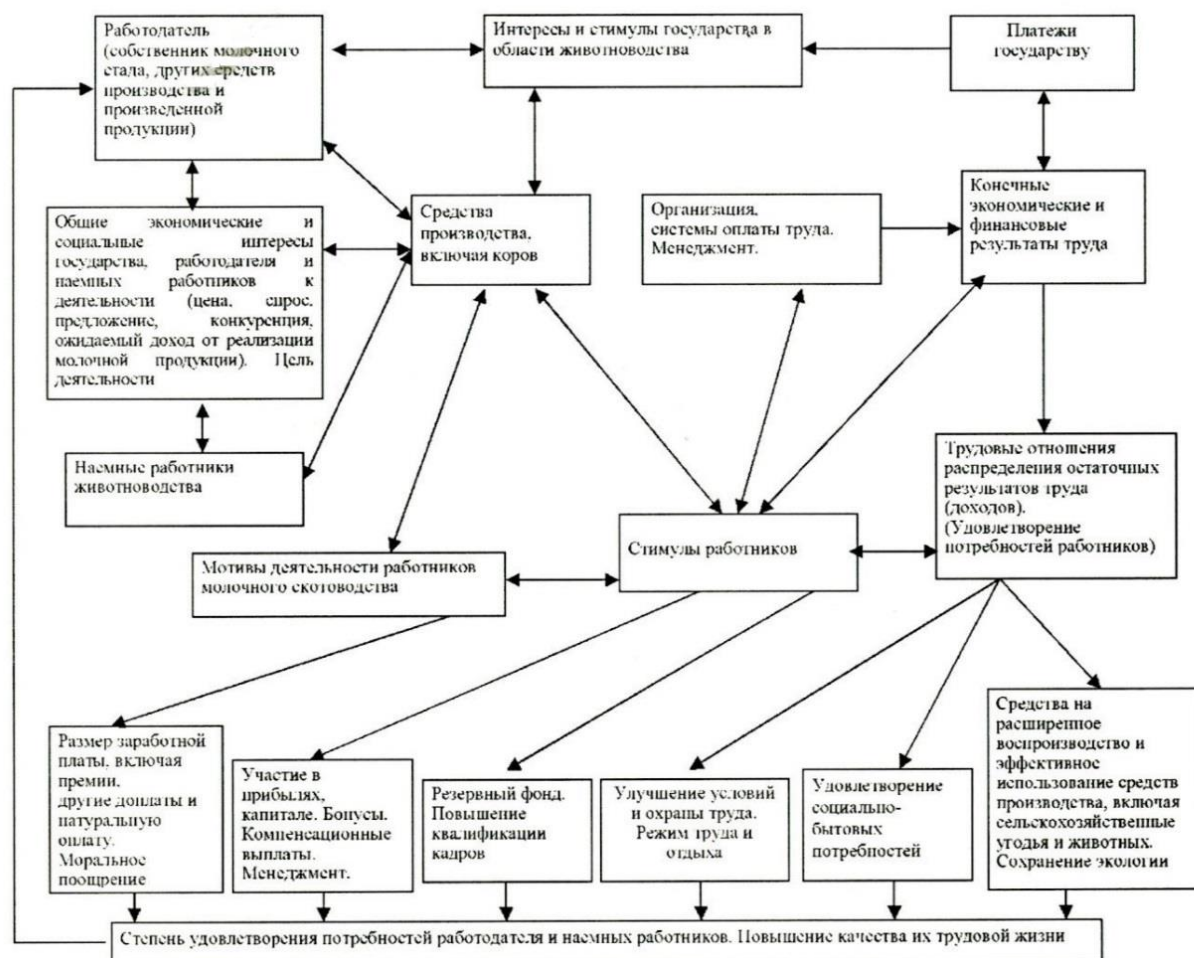 Работодатель
(собственник молочного
стада, других средств
производства и
произведенной
продукции)
Интересы и стимулы государства в
области животноводства
Платежи
государству
Общие экономические и
социальные интересы
государства, работодателя и
наемных работников к
деятельности (цена, спрос,
предложение, конкуренция,
ожидаемый доход от реализации
молочной продукции). Цель
деятельности
Средства
производства,
включая коров
Организация,
системы оплаты труда.
Менеджмент.
Конечные
экономические и
финансовые
результаты труда
Наемные работники
животноводства
Трудовые отношения
распределения остаточных
результатов труда
(доходов).
(Удовлетворение
потребностей работников)
Стимулы работников
Мотивы деятельности работников
молочного скотоводства
Размер заработной
платы, включая
премии,
другие доплаты и
натуральную
оплату.
Моральное
поощрение
Участие в
прибылях,
капитале. Бонусы.
Компенсационные
выплаты.
Менеджмент.
Резервный фонд.
Повышение
квалификации
кадров
Улучшение условий
и охраны труда.
Режим труда и
отдыха
Удовлетворение
социально-
бытовых
потребностей
Средства на
расширенное
воспроизводство и
эффективное
использование средств
производства, включая
сельскохозяйственные
угодья и животных.
Сохранение экологии
Степень удовлетворения потребностей работодателя и наемных работников. Повышение качества их трудовой жизни